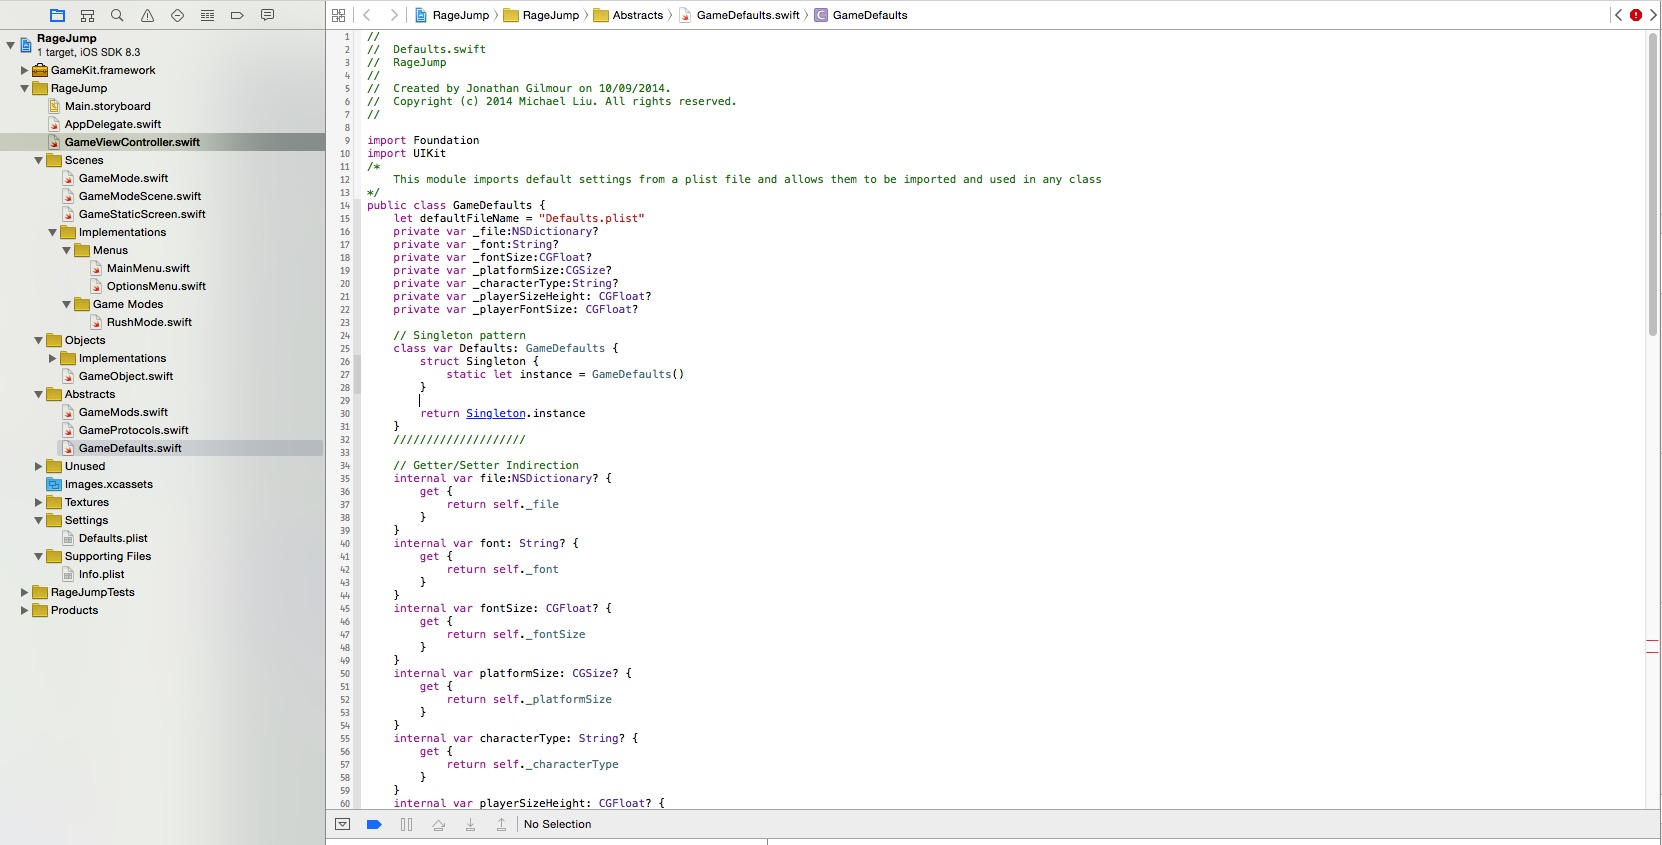 RageJump
1 target, iOS SDK 8.3
GameKit.framework
RageJump
Main.storyboard
AppDelegate.swift
GameViewController.swift
Scenes
GameMode.swift
GameModeScene.swift
GameStaticScreen.swift
Implementations
Menus
MainMenu.swift
OptionsMenu.swift
Game Modes
RushMode.swift
Objects
Implementations
GameObject.swift
Abstracts
GameMods.swift
GameProtocols.swift
GameDefaults.swift
Unused
Images.xcassets
Textures
Settings
Defaults.plist
Supporting Files
Info.plist
RageJumpTests
Products
RageJump RageJump Abstracts GameDefaults.swift C GameDefaults
1 //
2 // Defaults.swift
3 // RageJump
4 //
5 // Created by Jonathan Gilmour on 10/09/2014.
6 // Copyright (c) 2014 Michael Liu. All rights reserved.
7 //
8
9 import Foundation
10 import UIKit
11 /*
12 This module imports default settings from a plist file and allows them to be imported and used in any class
13 */
14 public class GameDefaults {
15 let defaultFileName = "Defaults.plist"
16 private var _file:NSDictionary?
17 private var _font:String?
18 private var _fontSize:CGFloat?
19 private var _platformSize:CGSize?
20 private var _characterType:String?
21 private var _playerSizeHeight: CGFloat?
22 private var _playerFontSize: CGFloat?
23
24 // Singleton pattern
25 class var Defaults: GameDefaults {
26 struct Singleton {
27 static let instance = GameDefaults()
28 }
29
30 return Singleton.instance
31 }
32 ////////////////////
33
34 // Getter/Setter Indirection
35 internal var file:NSDictionary? {
36 get {
37 return self._file
38 }
39 }
40 internal var font: String? {
41 get {
42 return self._font
43 }
44 }
45 internal var fontSize: CGFloat? {
46 get {
47 return self._fontSize
48 }
49 }
50 internal var platformSize: CGSize? {
51 get {
52 return self._platformSize
53 }
54 }
55 internal var characterType: String? {
56 get {
57 return self._characterType
58 }
59 }
60 internal var playerSizeHeight: CGFloat? {
No Selection